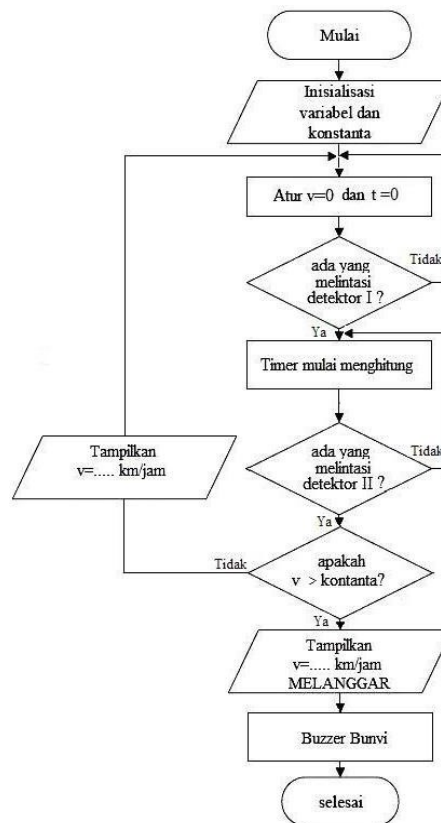 Mulai
Inisialisasi
variabel dan
konstanta
Atur v=0 dan t =0
ada yang
melintasi
detektor I ?
Tidak
Ya
Timer mulai menghitung
ada yang
melintasi
detektor II ?
Tidak
Ya
Tampilkan
v=..... km/jam
apakah
v > kontanta?
Tidak
Ya
Tampilkan
v=..... km/jam
MELANGGAR
Buzzer Bunvi
selesai